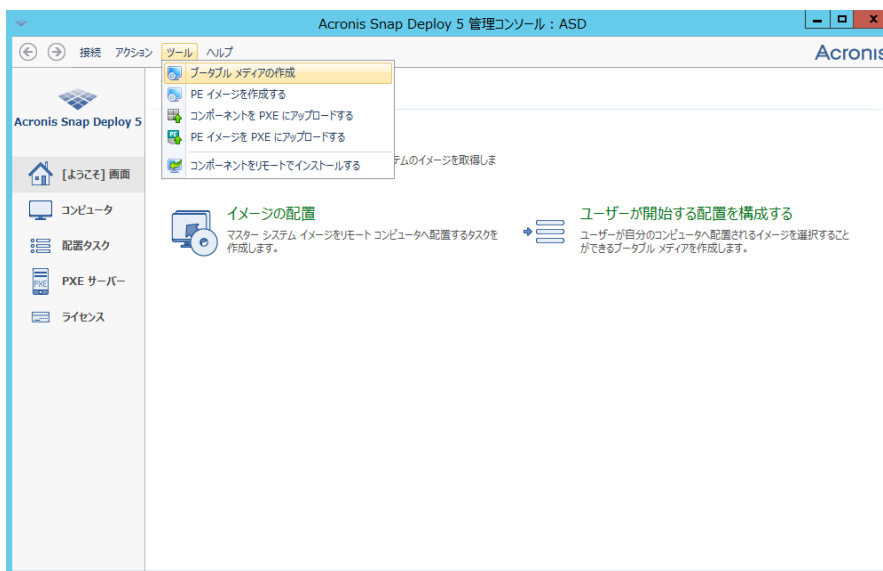 Acronis Snap Deploy 5 管理コンソール : ASD
接続 アクション ツール ヘルプ
Acronis
ブータブル メディアの作成
PE イメージを作成する
コンポーネントを PXE にアップロードする
PE イメージを PXE にアップロードする
コンポーネントをリモートでインストールする
テムのイメージを取得しま
Acronis Snap Deploy 5
[ようこそ] 画面
コンピュータ
配置タスク
PXE サーバー
ライセンス
イメージの配置
マスター システム イメージをリモート コンピュータへ配置するタスクを
作成します。
ユーザーが開始する配置を構成する
ユーザーが自分のコンピュータへ配置されるイメージを選択すること
ができるブータブル メディアを作成します。